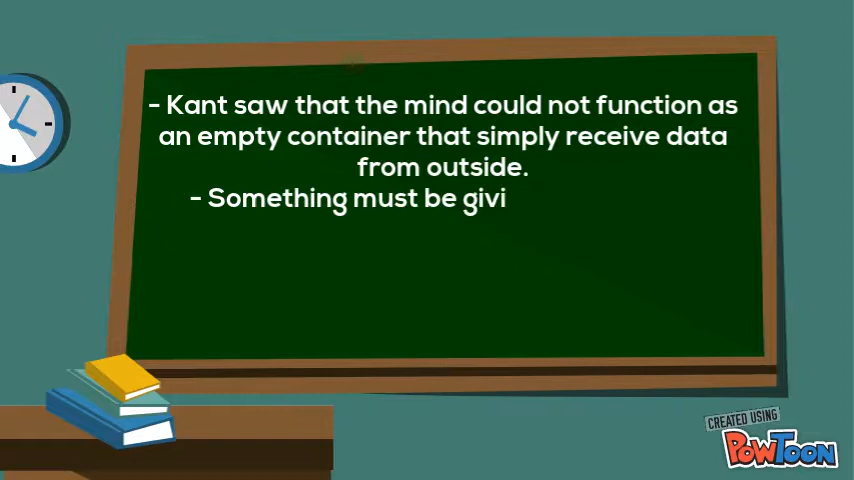 - Kant saw that the mind could not function as
an empty container that simply receive data
from outside.
- Something must be givi
CREATED USING
POWTOON